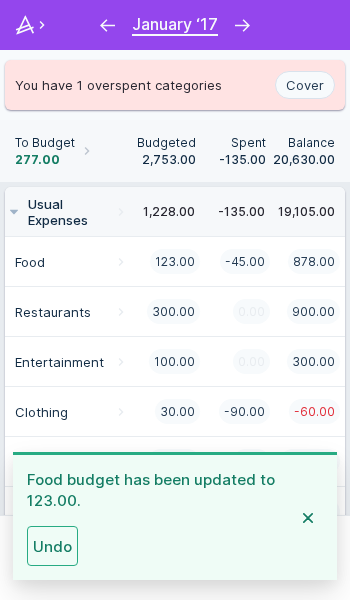 January ‘17
You have 1 overspent categories
Cover
To Budget Budgeted Spent Balance
277.00 2,753.00 -135.00 20,630.00
Usual
Expenses 1,228.00 -135.00 19,105.00
Food 123.00 -45.00 878.00
Restaurants 300.00 0.00 900.00
Entertainment 100.00 0.00 300.00
Clothing 30.00 -90.00 -60.00
Food budget has been updated to
123.00.
Undo